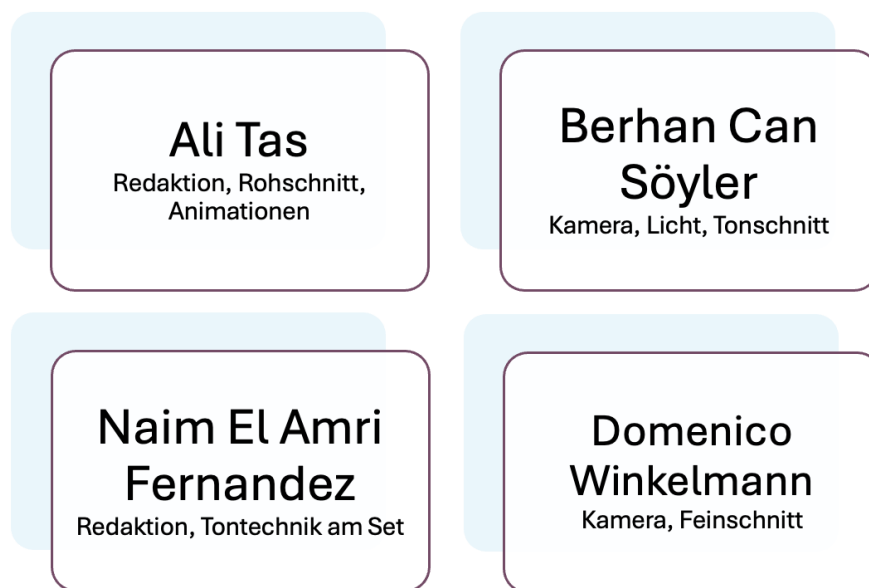 Ali Tas
Redaktion, Rohschnitt,
Animationen
Berhan Can
Söyler
Kamera, Licht, Tonschnitt
Naim El Amri
Fernandez
Redaktion, Tontechnik am Set
Domenico
Winkelmann
Kamera, Feinschnitt